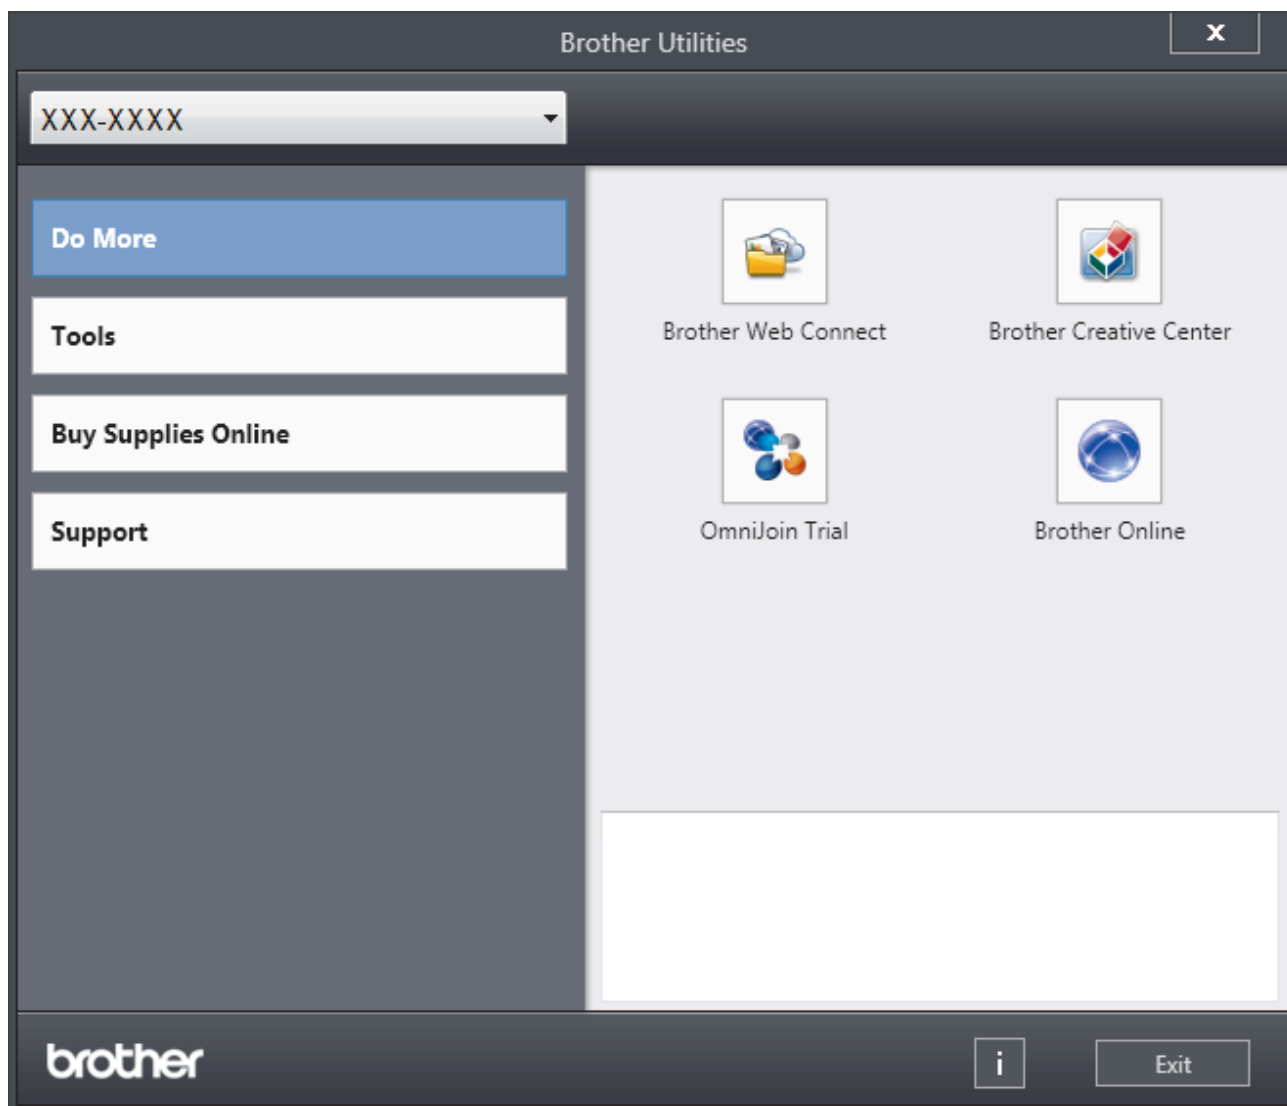 Brother Utilities
X
XXX-XXXX
Do More
Tools
Buy Supplies Online
Support
Brother Web Connect
Brother Creative Center
OmniJoin Trial
Brother Online
brother
i
Exit